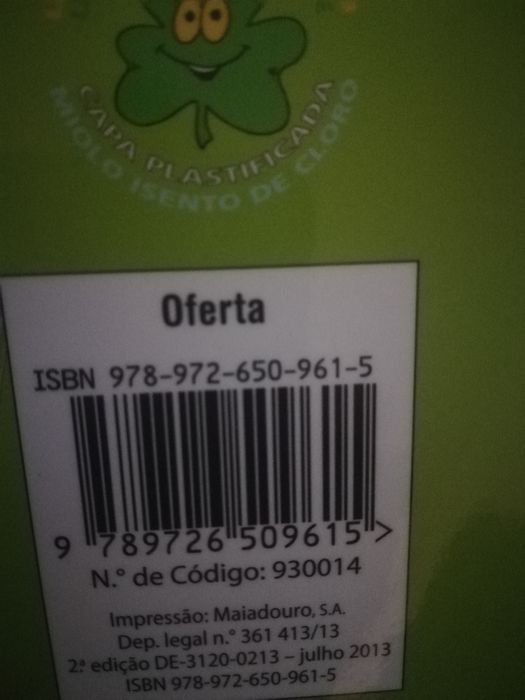 CAPA PLASTIFICADA
MIOLO ISENTO DE CLORO
Oferta
ISBN 978-972-650-961-5
9 789726 509615 >
N.º de Código: 930014
Impressão: Maiadouro, S.A.
Dep. legal n.º 361 413/13
2.ª edição DE-3120-0213 – julho 2013
ISBN 978-972-650-961-5